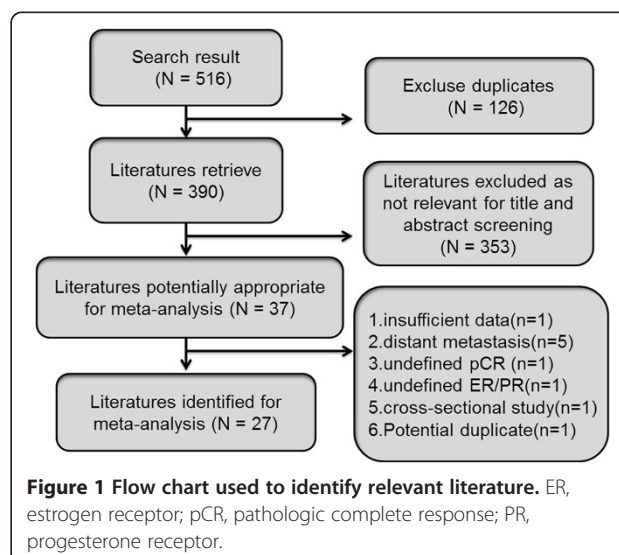 Search result
(N = 516)
Excluse duplicates
(N = 126)
Literatures retrieve
(N = 390)
Literatures excluded as
not relevant for title and
abstract screening
(N = 353)
Literatures potentially appropriate
for meta-analysis (N = 37)
1.insufficient data(n=1)
2.distant metastasis(n=5)
3.undefined pCR (n=1)
4.undefined ER/PR(n=1)
5.cross-sectional study(n=1)
6.Potential duplicate(n=1)
Literatures identified for
meta-analysis (N = 27)
Figure 1 Flow chart used to identify relevant literature. ER,
estrogen receptor; pCR, pathologic complete response; PR,
progesterone receptor.